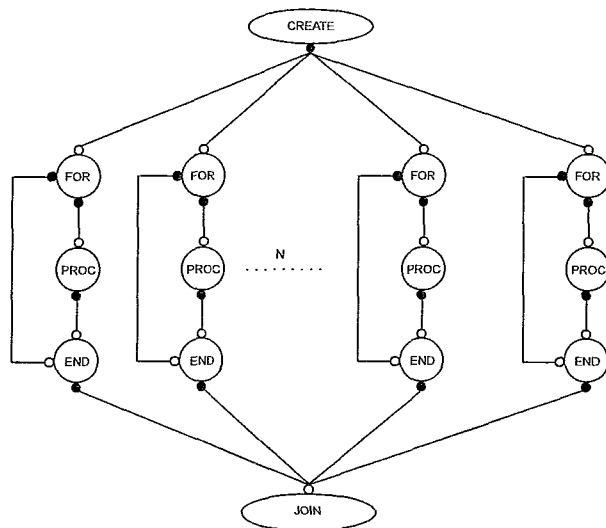 CREATE
FOR FOR FOR FOR
N
PROC PROC PROC PROC
END END END END
JOIN